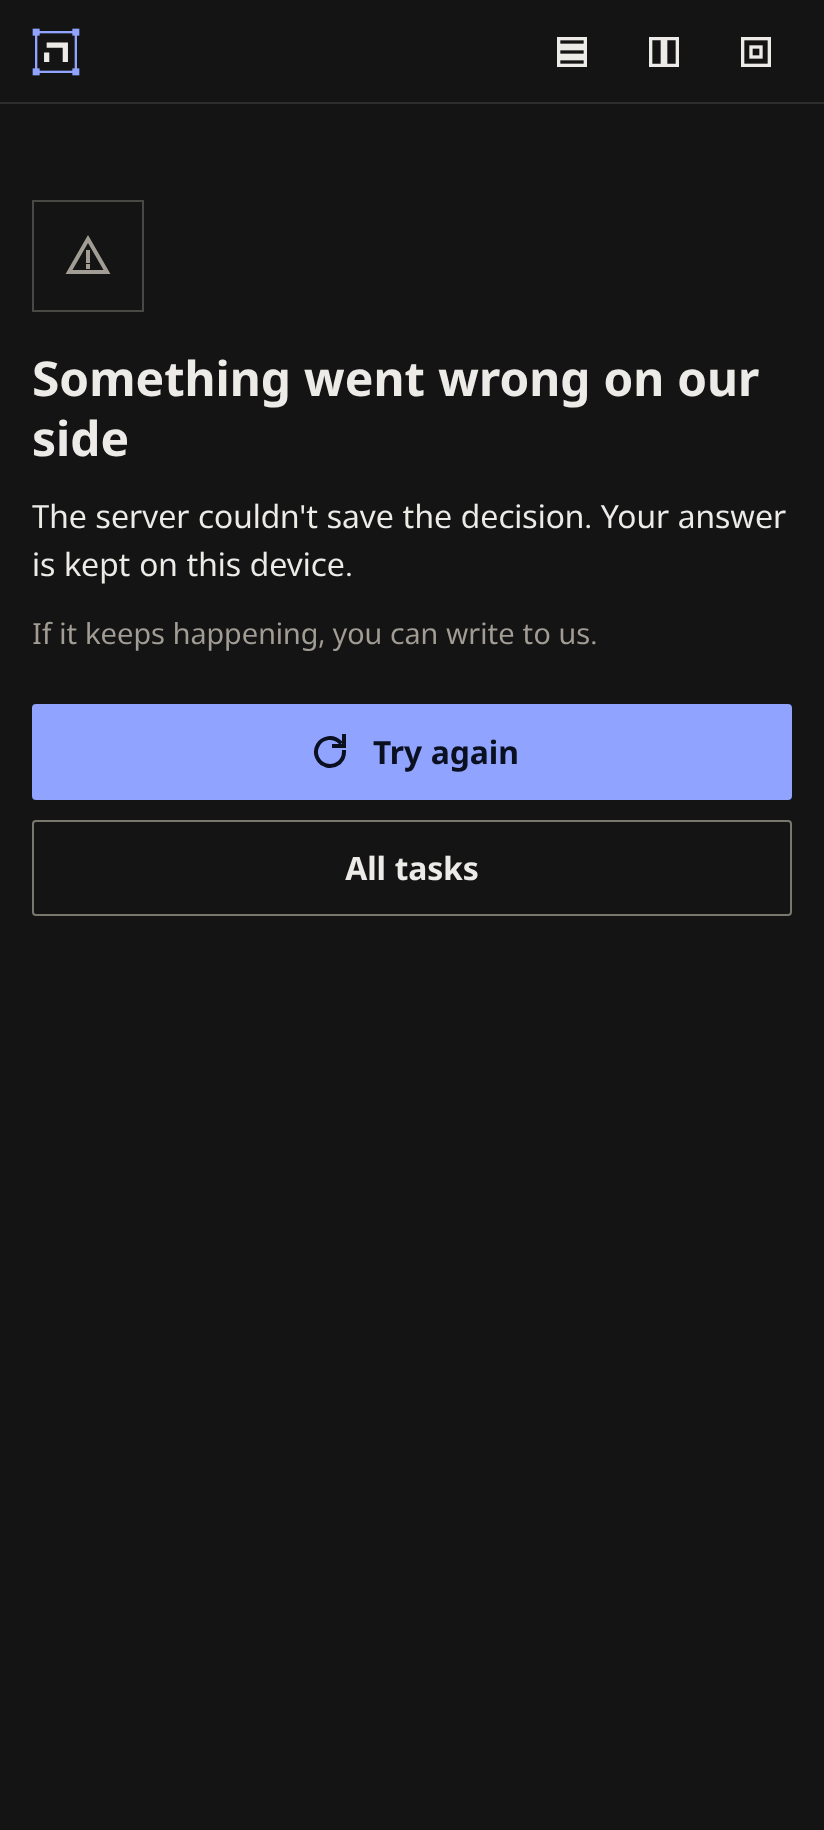 Something went wrong on our
side
The server couldn't save the decision. Your answer
is kept on this device.
If it keeps happening, you can write to us.
Try again
All tasks